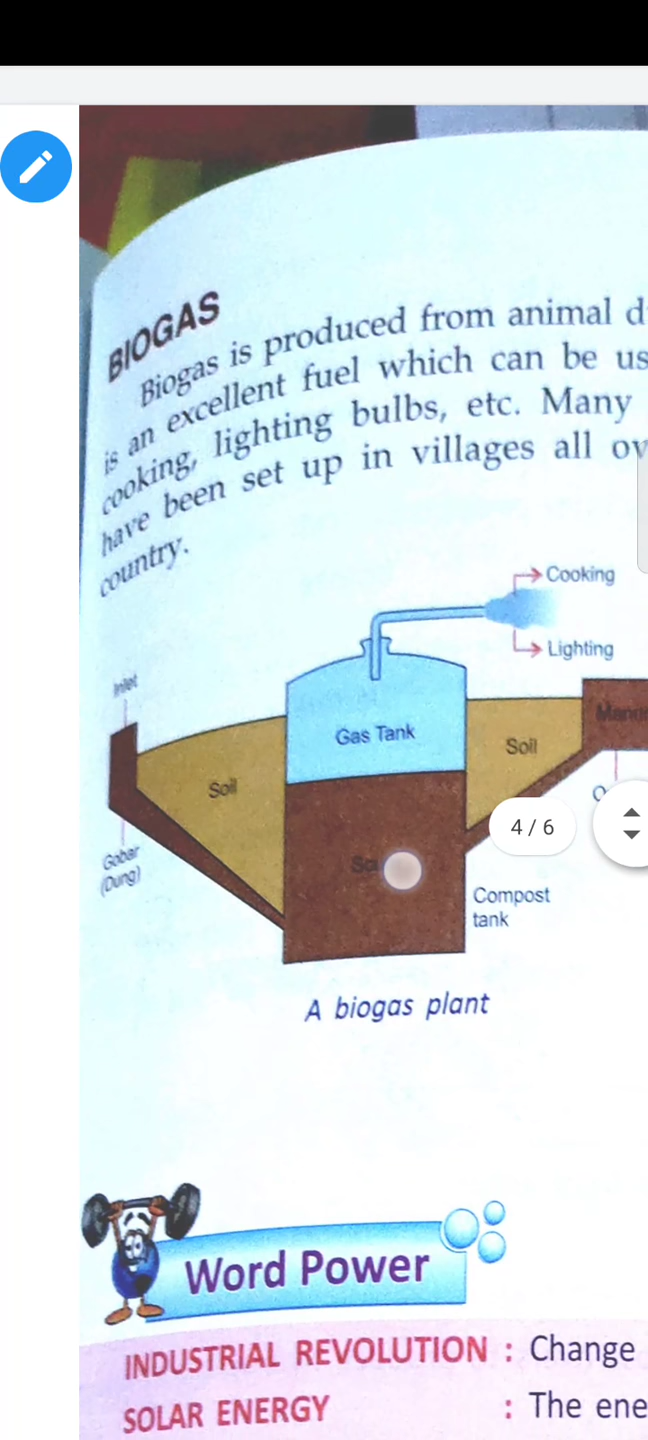 BIOGAS
Biogas is produced from animal
is an excellent fuel which can be
cooking, lighting bulbs, etc. Many
have been set up in villages all
country.
Cooking
Lighting
Inlet
Gas Tank
Soil
Soil
Gobar
(Dung)
4 / 6
Compost
tank
A biogas plant
Word Power
INDUSTRIAL REVOLUTION : Change
SOLAR ENERGY : The